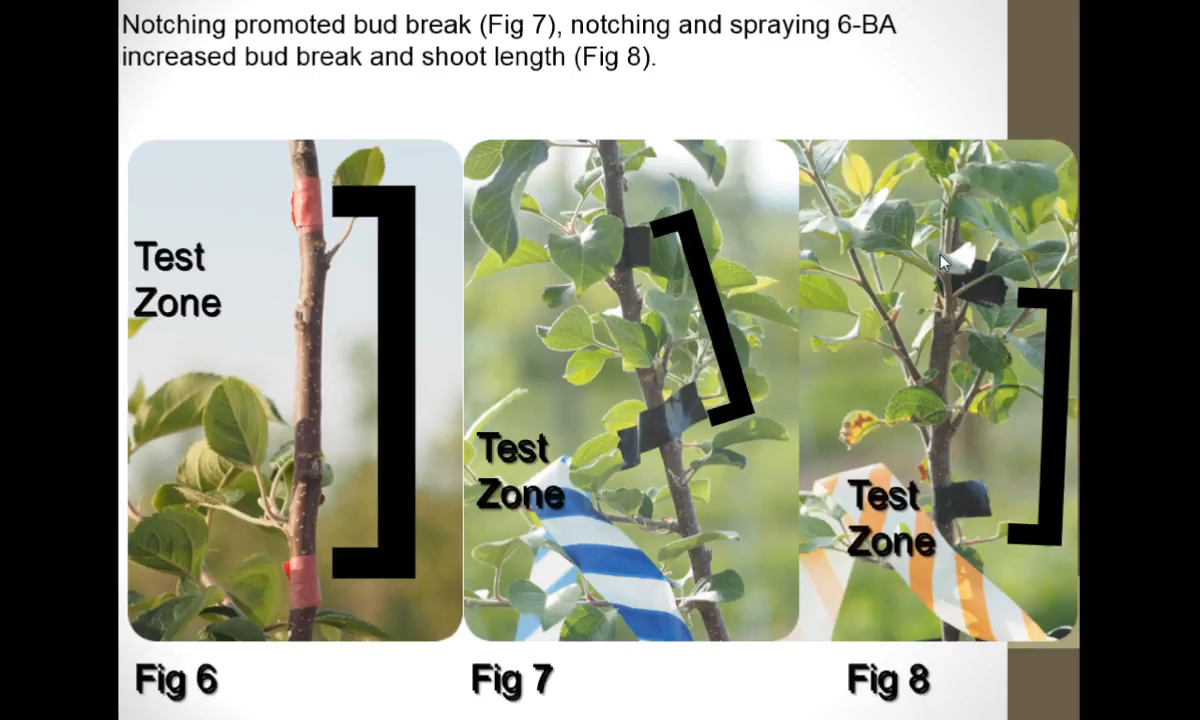 Notching promoted bud break (Fig 7), notching and spraying 6-BA
increased bud break and shoot length (Fig 8).
Test
Zone
Test
Zone
Test
Zone
Fig 6
Fig 7
Fig 8